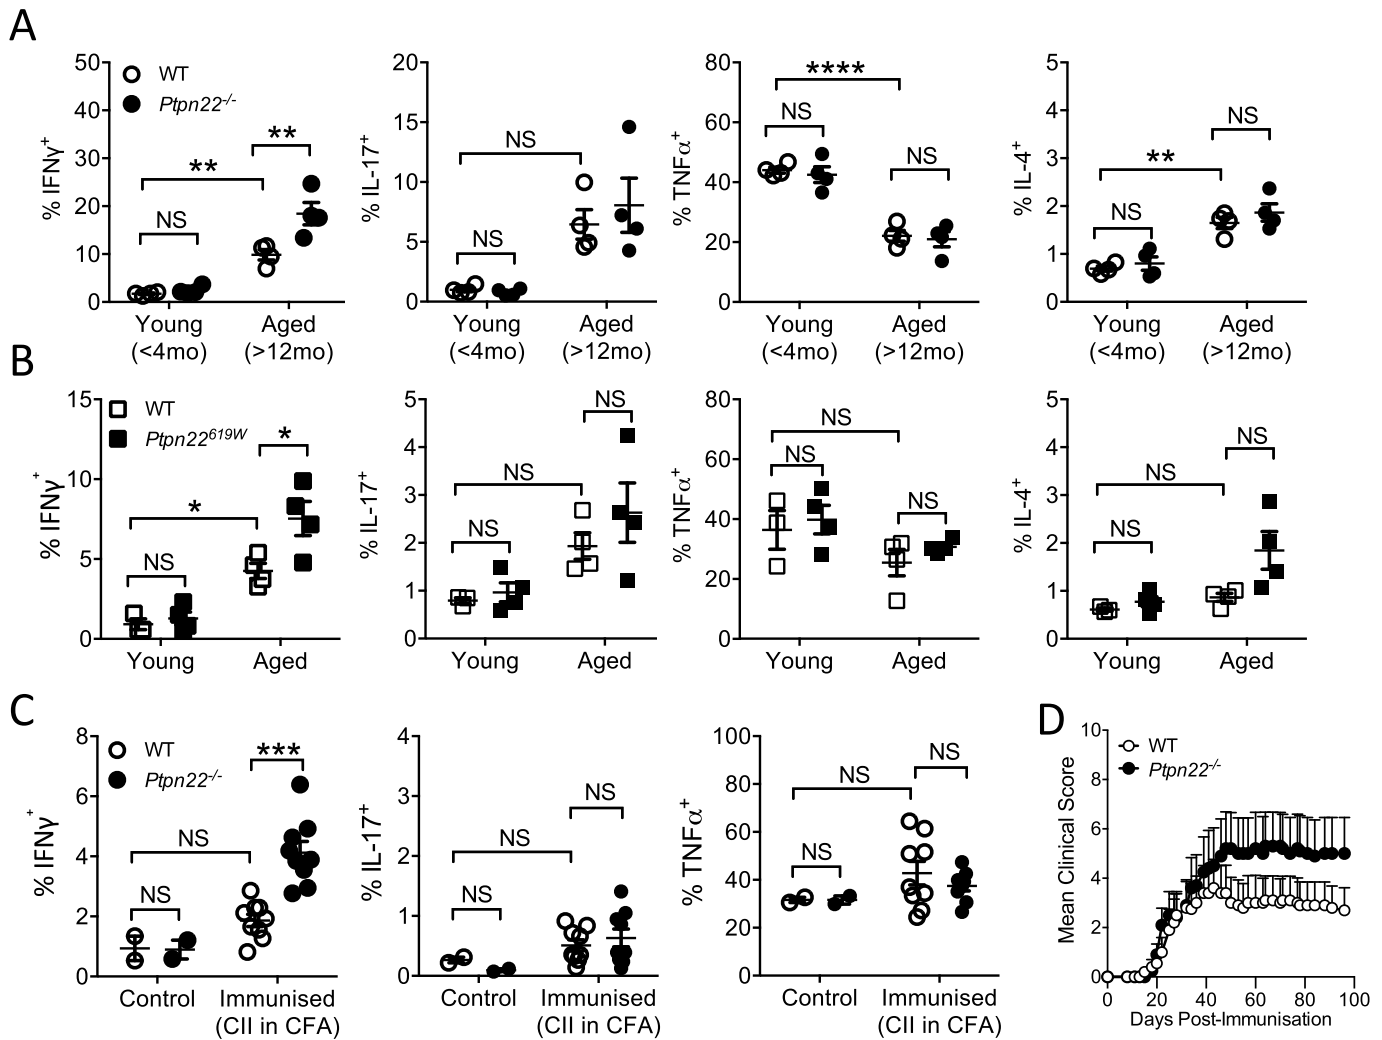 A
50
40
30
20
10
0
% IFNγ+
WT
Ptpn22-/-
NS
**
**
Young
(<4mo)
Aged
(>12mo)
20
15
10
5
0
% IL-17+
NS
NS
Young
(<4mo)
Aged
(>12mo)
80
60
40
20
0
% TNFα+
****
NS
NS
Young
(<4mo)
Aged
(>12mo)
5
4
3
2
1
0
% IL-4+
NS
**
NS
Young
(<4mo)
Aged
(>12mo)
B
15
10
5
0
% IFNγ+
WT
Ptpn22619W
NS
*
*
Young
Aged
5
4
3
2
1
0
% IL-17+
NS
NS
NS
Young
Aged
80
60
40
20
0
% TNFα+
NS
NS
NS
Young
Aged
5
4
3
2
1
0
% IL-4+
NS
NS
NS
Young
Aged
C
8
6
4
2
0
% IFNγ+
WT
Ptpn22-/-
***
NS
NS
Control
Immunised
(CII in CFA)
4
3
2
1
0
% IL-17+
NS
NS
NS
Control
Immunised
(CII in CFA)
100
80
60
40
20
0
% TNFα+
NS
NS
NS
Control
Immunised
(CII in CFA)
D
10
8
6
4
2
0
Mean Clinical Score
WT
Ptpn22-/-
0 20 40 60 80 100
Days Post-Immunisation